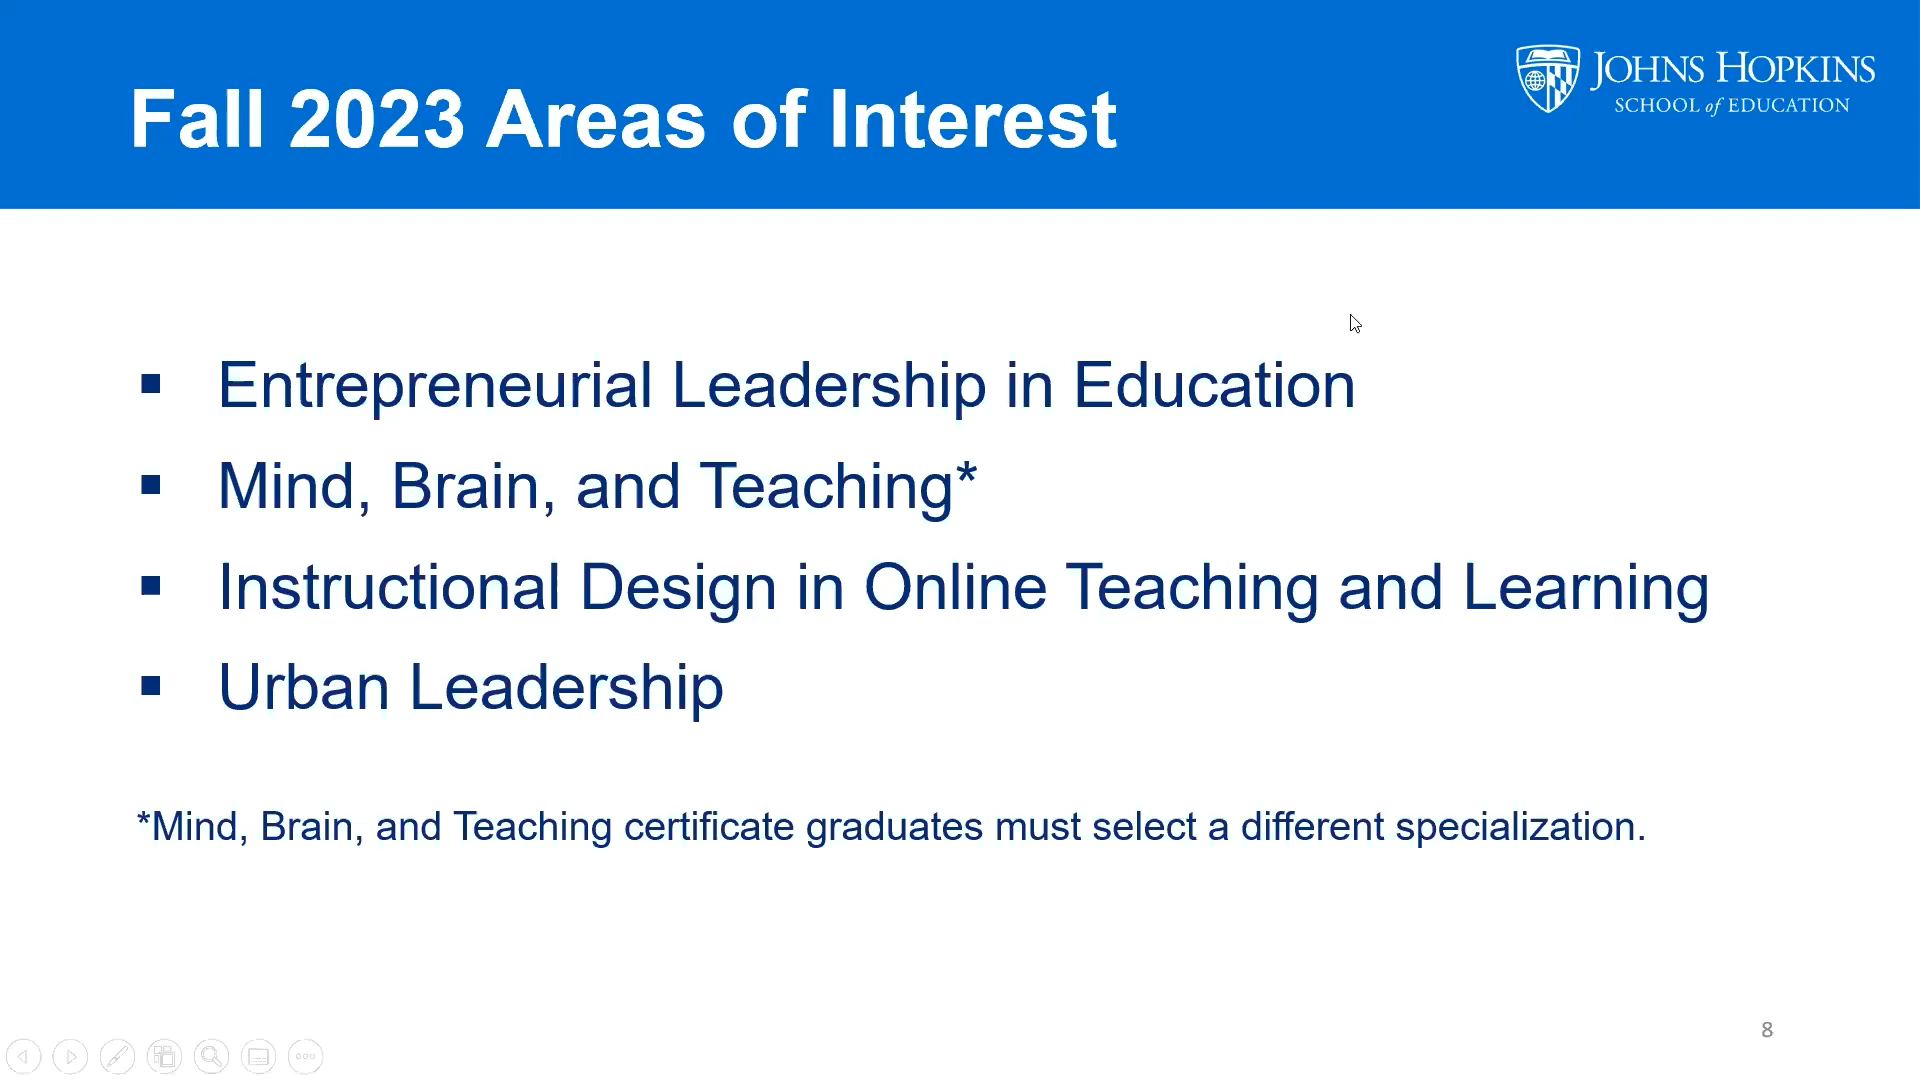 Fall 2023 Areas of Interest
JOHNS HOPKINS
SCHOOL of EDUCATION
▪ Entrepreneurial Leadership in Education
▪ Mind, Brain, and Teaching*
▪ Instructional Design in Online Teaching and Learning
▪ Urban Leadership
*Mind, Brain, and Teaching certificate graduates must select a different specialization.
8